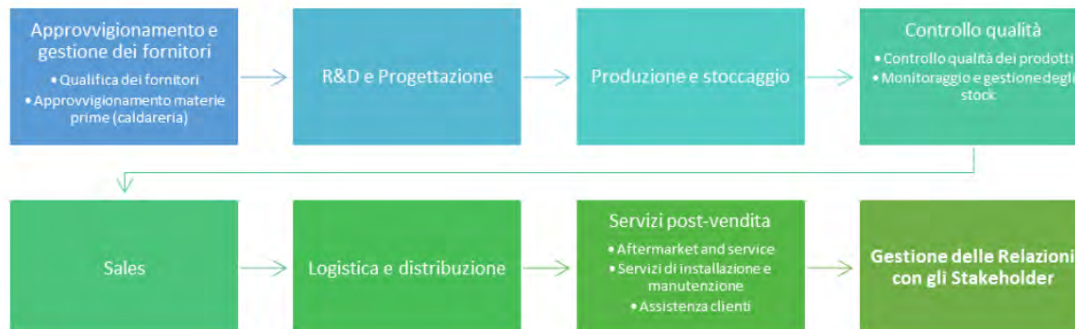 Approvvigionamento e
gestione dei fornitori
• Qualifica dei fornitori
• Approvvigionamento materie
prime (caldareria)
R&D e Progettazione
Produzione e stoccaggio
Controllo qualità
• Controllo qualità dei prodotti
• Monitoraggio e gestione degli
stock
Sales
Logistica e distribuzione
Servizi post-vendita
• Aftermarket and service
• Servizi di installazione e
manutenzione
• Assistenza clienti
Gestione delle Relazioni
con gli Stakeholder